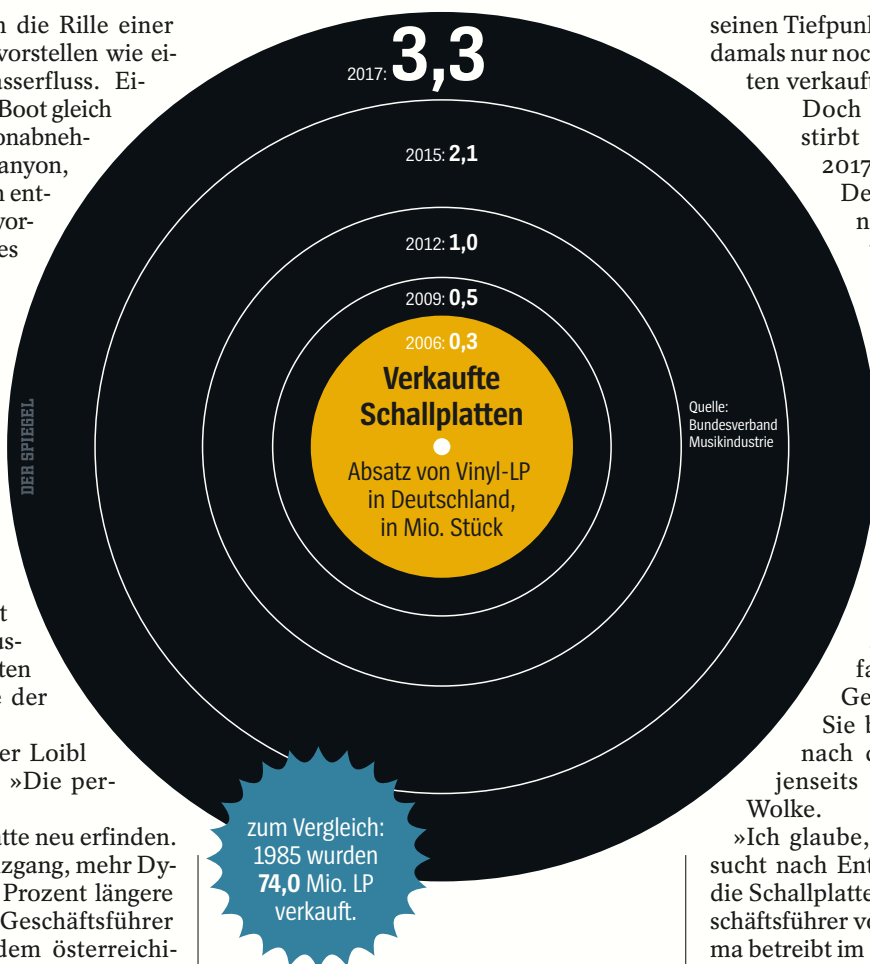 die Rille einer
vorstellen wie ei-
asserfluss. Ei-
Boot gleich
onabneh-
anyon,
ent-
vor-
es
t
us-
ten
der
er Loibl
»Die per-
tte neu erfinden.
zgang, mehr Dy-
Prozent längere
Geschäftsführer
dem österreichi-
2017: 3,3
2015: 2,1
2012: 1,0
2009: 0,5
2006: 0,3
Verkaufte
Schallplatten
Absatz von Vinyl-LP
in Deutschland,
in Mio. Stück
Quelle:
Bundesverband
Musikindustrie
DER SPIEGEL
zum Vergleich:
1985 wurden
74,0 Mio. LP
verkauft.
seinen Tiefpunk
damals nur noch
ten verkauft
Doch
stirbt
2017
De
n
fa
Ge
Sie b
nach d
jenseits
Wolke.
»Ich glaube,
sucht nach Ent
die Schallplatte
schäftsführer vo
ma betreibt im